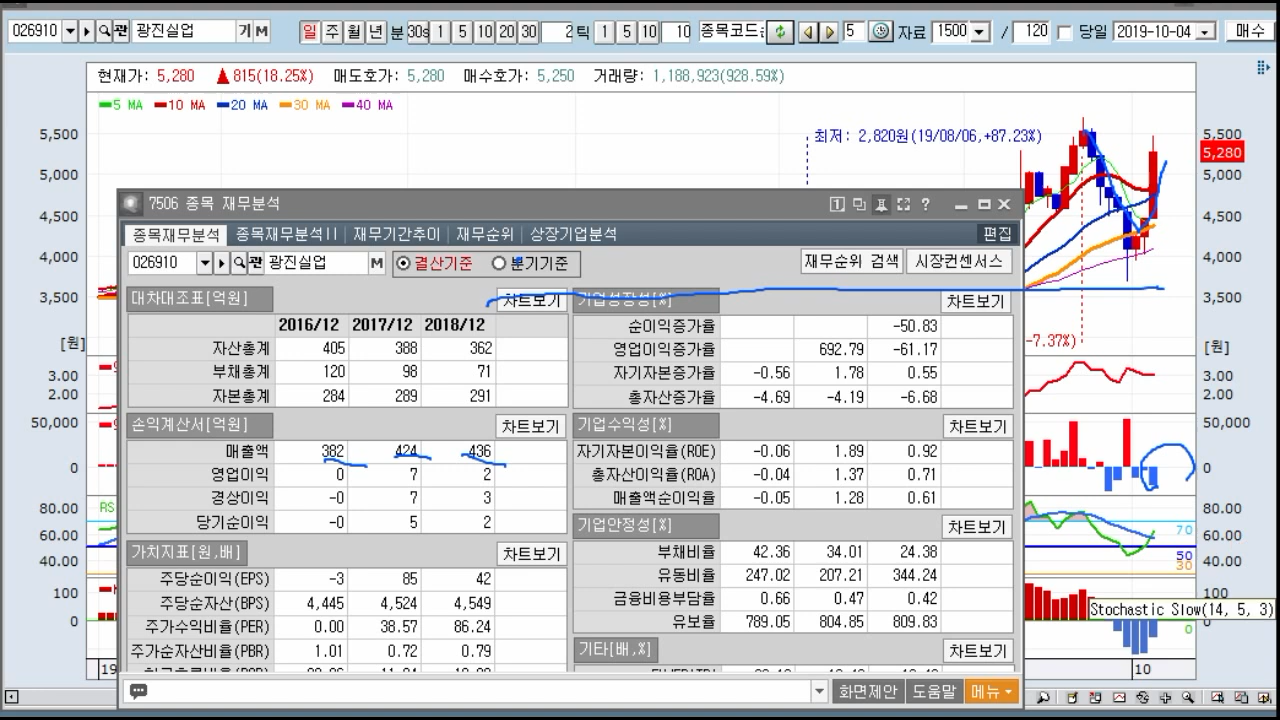 026910 관 광진실업 기 M 일 주 월 년 분 30s 1 5 10 20 30 2 틱 1 5 10 10 종목코드 5 자료 1500 / 120 당일 2019-10-04 매수
현재가: 5,280 ▲ 815(18.25%) 매도호가: 5,280 매수호가: 5,250 거래량: 1,188,923(928.59%)
5 MA 10 MA 20 MA 30 MA 40 MA
최저: 2,820원(19/08/06,+87.23%)
5,500
5,000
4,500
4,000
3,500
[원]
3.00
2.00
50,000
0
80.00
60.00
40.00
100
0
RS
19
7506 종목 재무분석
종목재무분석 종목재무분석II 재무기간추이 재무순위 상장기업분석 편집
026910 관 광진실업 M 결산기준 분기기준 재무순위 검색 시장컨센서스
대차대조표[억원] 차트보기
2016/12 2017/12 2018/12
자산총계 405 388 362
부채총계 120 98 71
자본총계 284 289 291
손익계산서[억원] 차트보기
매출액 382 424 436
영업이익 0 7 2
경상이익 -0 7 3
당기순이익 -0 5 2
가치지표[원,배] 차트보기
주당순이익(EPS) -3 85 42
주당순자산(BPS) 4,445 4,524 4,549
주가수익비율(PER) 0.00 38.57 86.24
주가순자산비율(PBR) 1.01 0.72 0.79
기업성장성[%] 차트보기
순이익증가율 -50.83
영업이익증가율 692.79 -61.17
자기자본증가율 -0.56 1.78 0.55
총자산증가율 -4.69 -4.19 -6.68
기업수익성[%] 차트보기
자기자본이익율(ROE) -0.06 1.89 0.92
총자산이익율(ROA) -0.04 1.37 0.71
매출액순이익율 -0.05 1.28 0.61
기업안정성[%] 차트보기
부채비율 42.36 34.01 24.38
유동비율 247.02 207.21 344.24
금융비용부담율 0.66 0.47 0.42
유보율 789.05 804.85 809.83
기타[배,%] 차트보기
화면제안 도움말 메뉴
5,500
5,280
5,000
4,500
4,000
3,500
-7.37%)
[원]
3.00
2.00
50,000
0
80.00
70
60.00
50
40.00
30
100
Stochastic Slow(14, 5, 3)
0
0
10